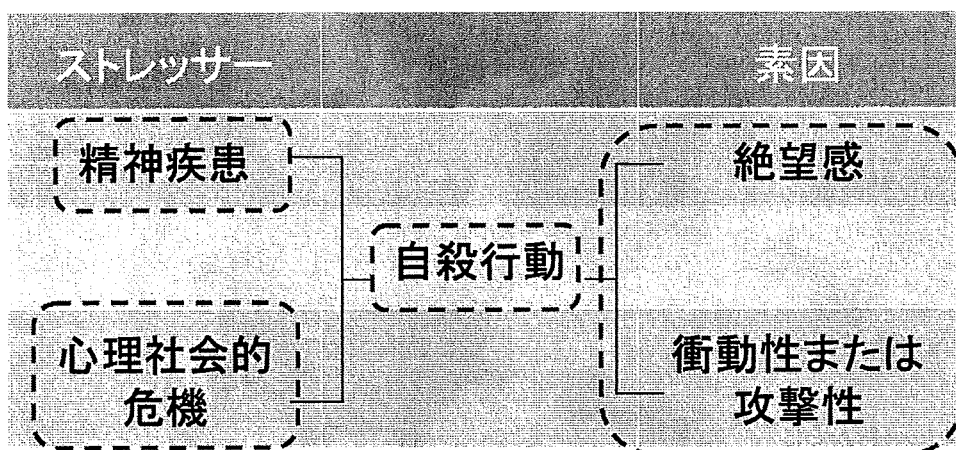 ストレッサー
素因
精神疾患
絶望感
自殺行動
心理社会的
危機
衝動性または
攻撃性